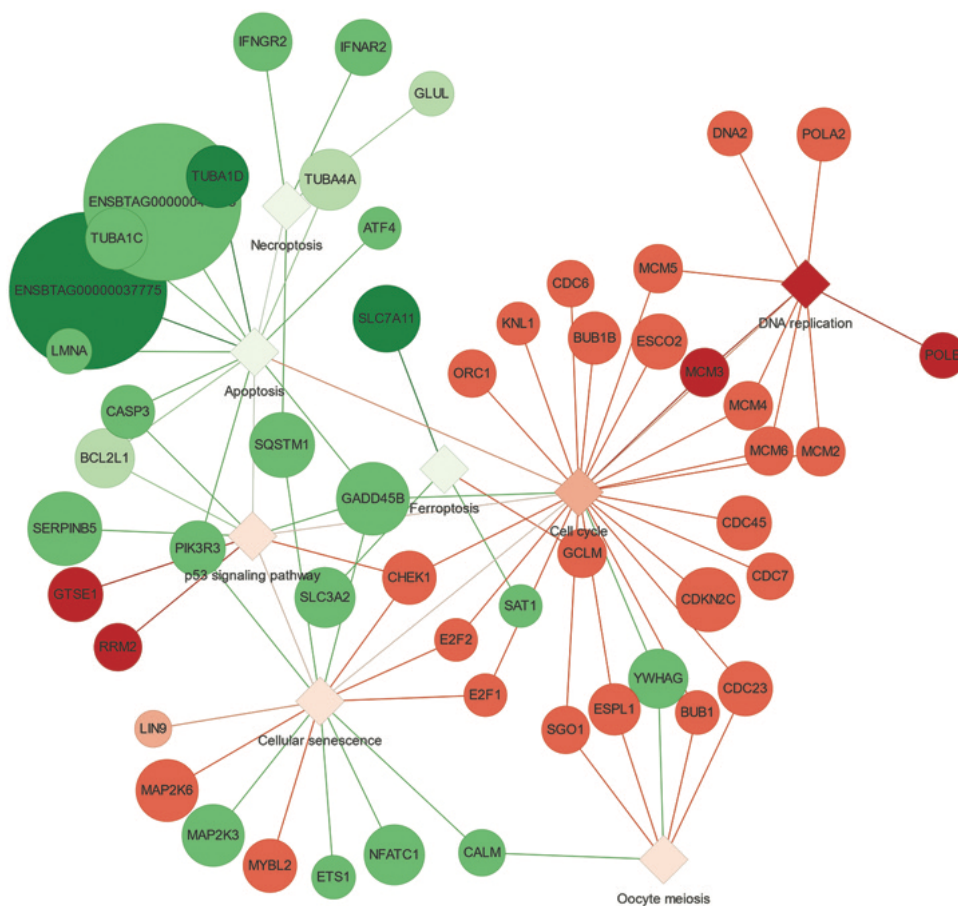 IFNGR2
IFNAR2
GLUL
DNA2
POLA2
TUBA1D
TUBA4A
TUBA1C
Necroptosis
ATF4
ENSBTAG00000037775
MCM5
CDC6
SLC7A11
KNL1
BUB1B
ESCO2
DNA replication
LMNA
MCM3
ORC1
Apoptosis
CASP3
MCM4
SQSTM1
BCL2L1
MCM6
MCM2
GADD45B
Ferroptosis
SERPINB5
Cell cycle
CDC45
PIK3R3
GCLM
p53 signaling pathway
CHEK1
CDC7
GTSE1
SLC3A2
SAT1
CDKN2C
RRM2
E2F2
YWHAG
CDC23
E2F1
ESPL1
BUB1
LIN9
Cellular senescence
SGO1
MAP2K6
MAP2K3
NFATC1
CALM
MYBL2
ETS1
Oocyte meiosis